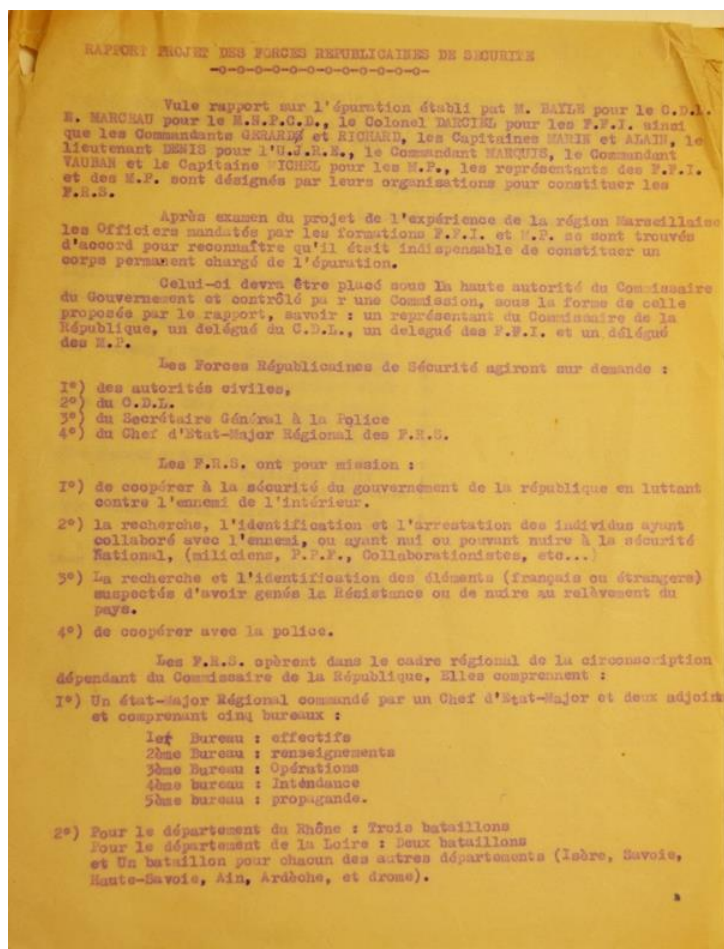 RAPPORT PROJET DES FORCES REPUBLICAINES DE SECURITE
-o-o-o-o-o-o-o-o-o-o-o-o-
Vule rapport sur l'épuration établi pat M. BAYLE pour le C.D.L.
E. MARCEAU pour le M.N.P.C.D., le Colonel DARCIEL pour les F.F.I. ainsi
que les Commandants GERARD et RICHARD, les Capitaines MARIE et ALAIN, le
lieutenant DENIS pour l'U.J.R.E., le Commandant MARQUIS, le Commandant
VAUBAN et le Capitaine MICHEL pour les M.P., les représentants des F.F.I.
et des M.P. sont désignés par leurs organisations pour constituer les
F.R.S.
Après examen du projet de l'expérience de la région Marseillaise
les Officiers mandatés par les formations F.F.I. et M.P. se sont trouvés
d'accord pour reconnaître qu'il était indispensable de constituer un
corps permanent chargé de l'épuration.
Celui-ci devra être placé sous la haute autorité du Commissaire
du Gouvernement et contrôlé pa r une Commission, sous la forme de celle
proposée par le rapport, savoir : un représentant du Commissaire de la
République, un délégué du C.D.L., un delegué des F.F.I. et un délégué
des M.P.
Les Forces Républicaines de Sécurité agiront sur demande :
I°) des autorités civiles,
2°) du C.D.L.
3°) du Secrétaire Général à la Police
4°) du Chef d'Etat-Major Régional des F.R.S.
Les F.R.S. ont pour mission :
I°) de coopérer à la sécurité du gouvernement de la république en luttant
contre l'ennemi de l'intérieur.
2°) la recherche, l'identification et l'arrestation des individus ayant
collaboré avec l'ennemi, ou ayant nui ou pouvant nuire à la sécurité
National, (miliciens, P.P.F., Collaborationistes, etc...)
3°) La recherche et l'identification des éléments (français ou étrangers)
suspectés d'avoir genés la Résistance ou de nuire au relèvement du
pays.
4°) de coopérer avec la police.
Les F.R.S. opèrent dans le cadre régional de la circonscription
dépendant du Commissaire de la République, Elles comprennent :
I°) Un état-Major Régional commandé par un Chef d'Etat-Major et deux adjoint
et comprenant cinq bureaux :
1er Bureau : effectifs
2ème Bureau : renseignements
3ème Bureau : Opérations
4ème bureau : Inténdance
5ème bureau : propagande.
2°) Pour le département du Rhône : Trois bataillons
Pour le département de la Loire : Deux bataillons
et Un bataillon pour chacun des autres départements (Isère, Savoie,
Haute-Savoie, Ain, Ardèche, et drome).